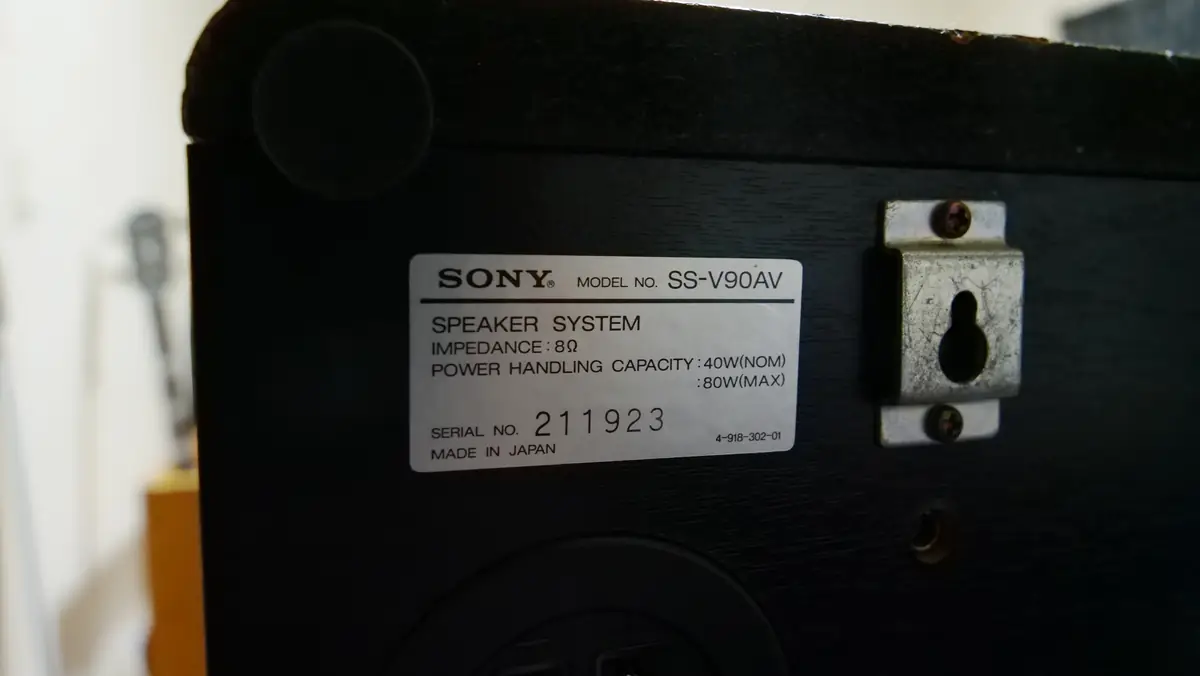 SONY® MODEL NO. SS-V90AV
SPEAKER SYSTEM
IMPEDANCE : 8Ω
POWER HANDLING CAPACITY : 40W(NOM)
: 80W(MAX)
SERIAL NO. 211923
4-918-302-01
MADE IN JAPAN